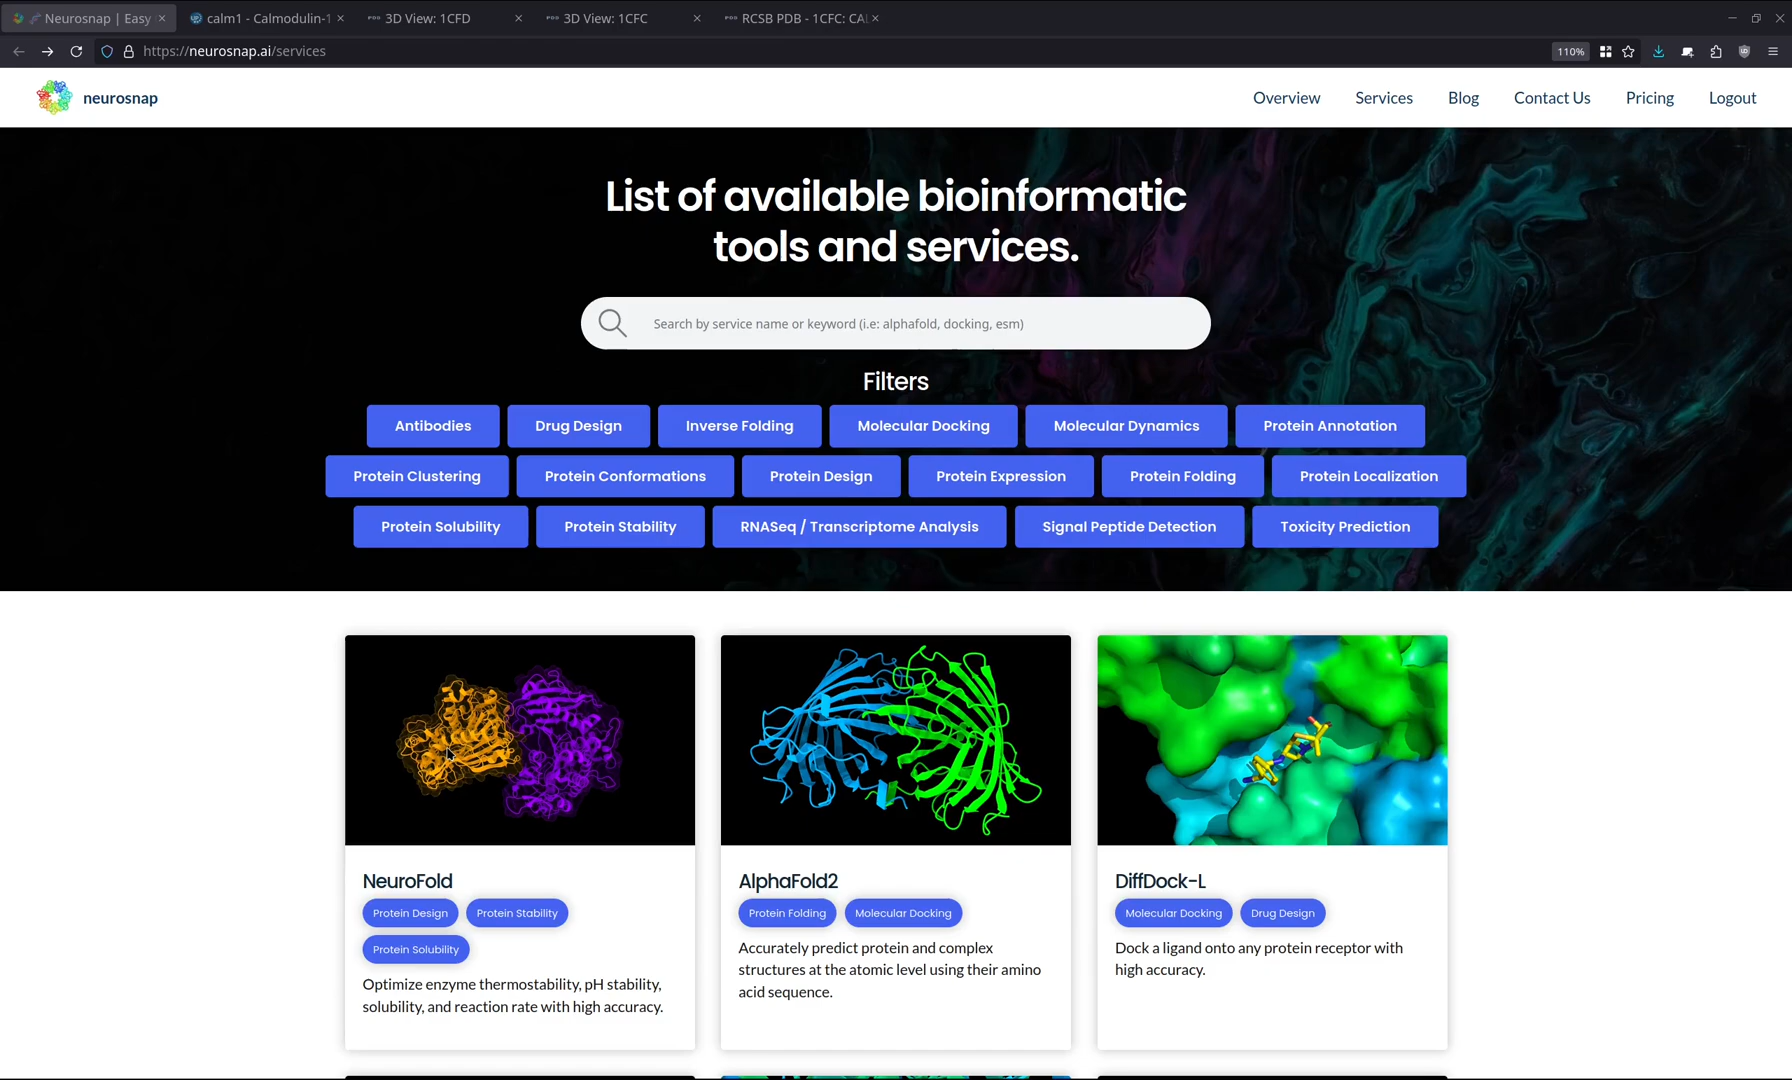 Neurosnap | Easy
calm1 - Calmodulin-1
3D View: 1CFD
3D View: 1CFC
RCSB PDB - 1CFC: CAL
https://neurosnap.ai/services
110%
neurosnap
Overview
Services
Blog
Contact Us
Pricing
Logout
List of available bioinformatic
tools and services.
Search by service name or keyword (i.e: alphafold, docking, esm)
Filters
Antibodies
Drug Design
Inverse Folding
Molecular Docking
Molecular Dynamics
Protein Annotation
Protein Clustering
Protein Conformations
Protein Design
Protein Expression
Protein Folding
Protein Localization
Protein Solubility
Protein Stability
RNASeq / Transcriptome Analysis
Signal Peptide Detection
Toxicity Prediction
NeuroFold
Protein Design
Protein Stability
Protein Solubility
Optimize enzyme thermostability, pH stability,
solubility, and reaction rate with high accuracy.
AlphaFold2
Protein Folding
Molecular Docking
Accurately predict protein and complex
structures at the atomic level using their amino
acid sequence.
DiffDock-L
Molecular Docking
Drug Design
Dock a ligand onto any protein receptor with
high accuracy.